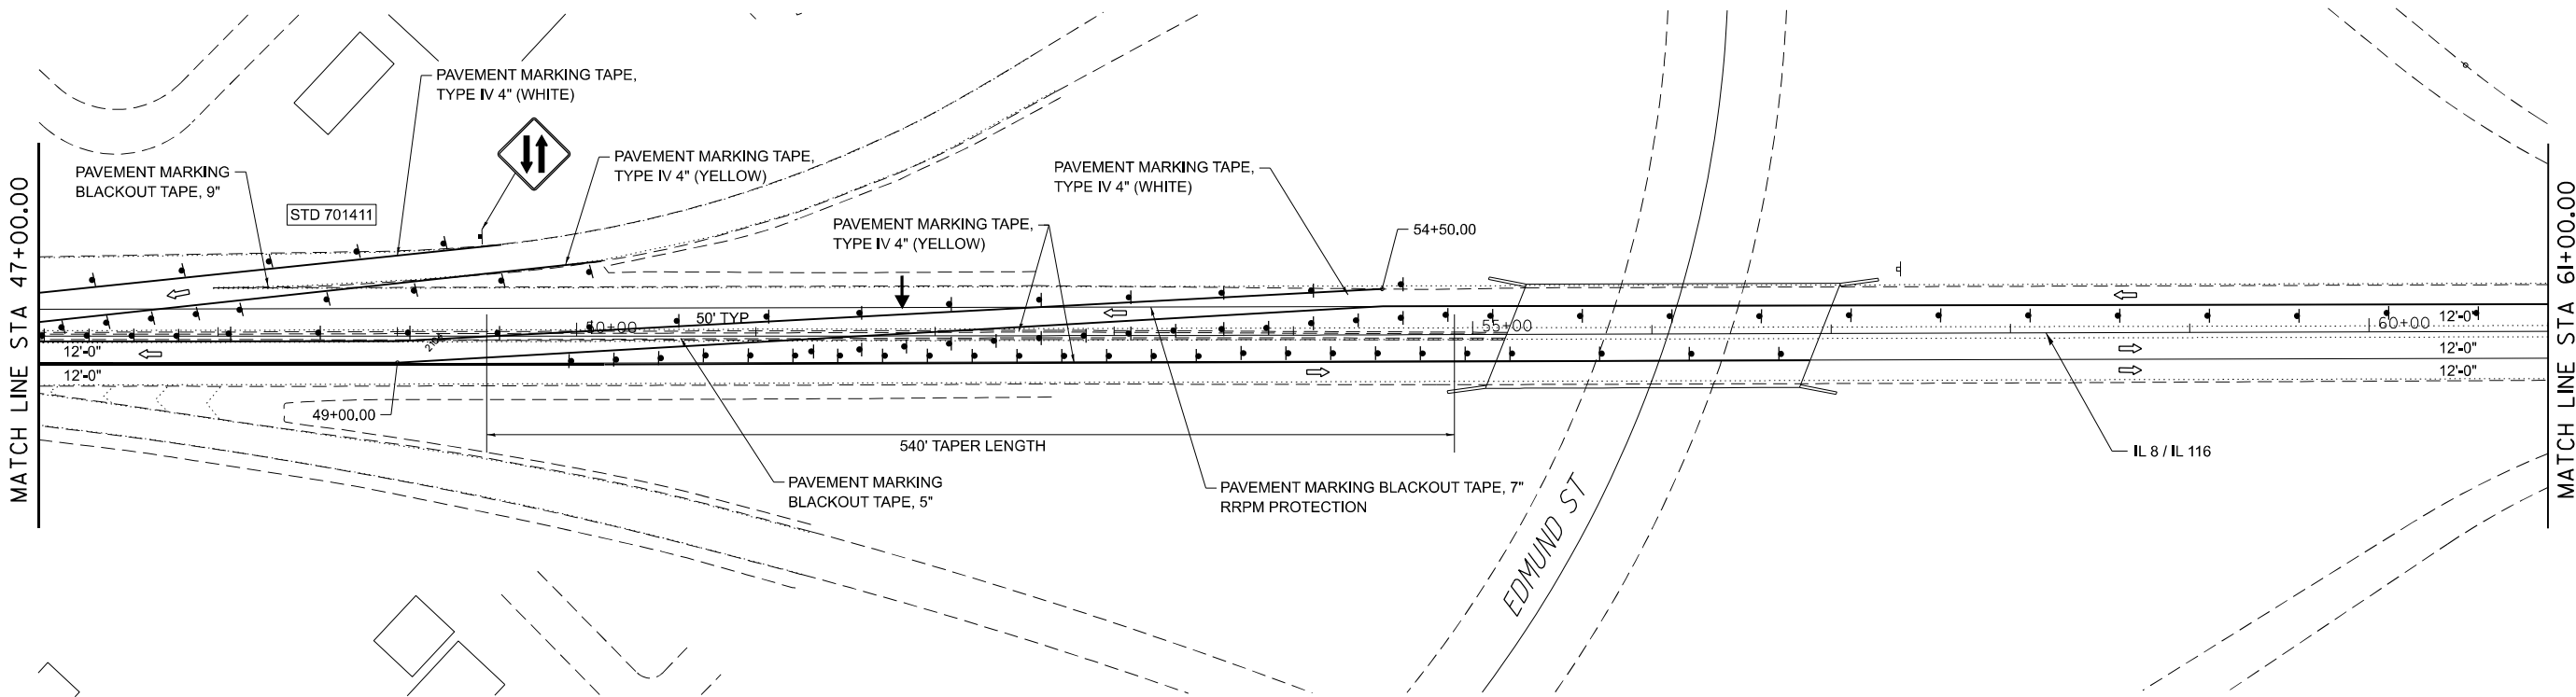 PAVEMENT MARKING TAPE,
TYPE IV 4" (WHITE)
PAVEMENT MARKING
BLACKOUT TAPE, 9"
STD 701411
PAVEMENT MARKING TAPE,
TYPE IV 4" (YELLOW)
PAVEMENT MARKING TAPE,
TYPE IV 4" (YELLOW)
PAVEMENT MARKING TAPE,
TYPE IV 4" (WHITE)
54+50.00
MATCH LINE STA 47+00.00
MATCH LINE STA 61+00.00
50' TYP
55+00
60+00
12'-0"
12'-0"
12'-0"
12'-0"
12'-0"
49+00.00
540' TAPER LENGTH
PAVEMENT MARKING
BLACKOUT TAPE, 5"
PAVEMENT MARKING BLACKOUT TAPE, 7"
RRPM PROTECTION
EDMUND ST
IL 8 / IL 116